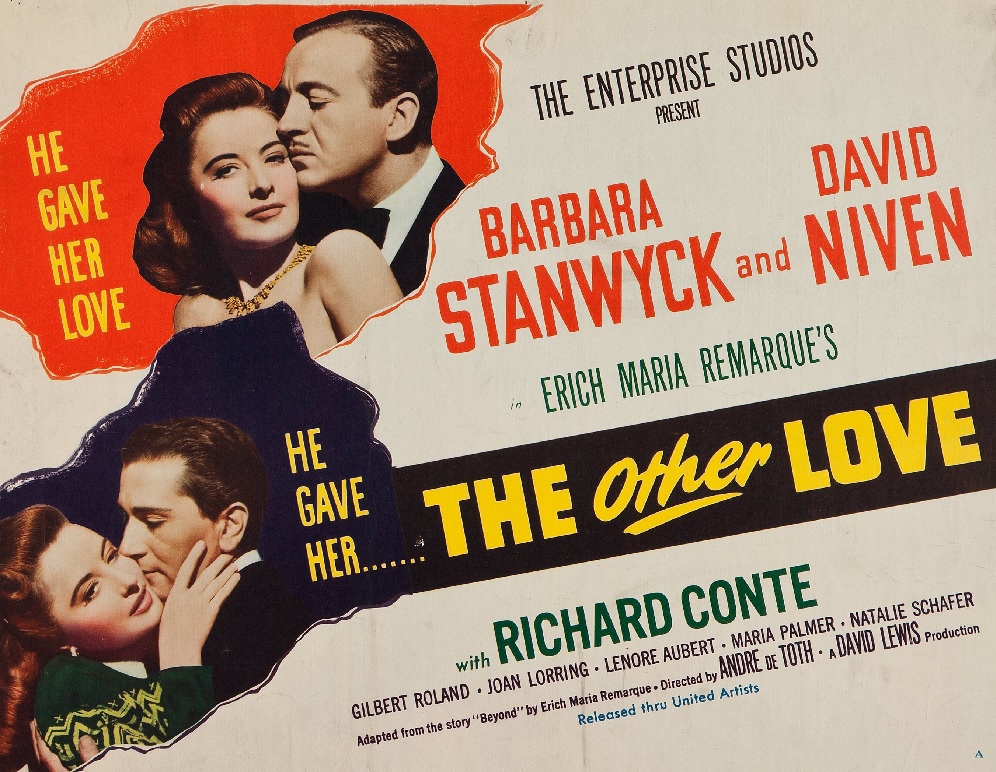 THE ENTERPRISE STUDIOS
PRESENT
HE
GAVE
HER
LOVE
BARBARA
STANWYCK
and
DAVID
NIVEN
in ERICH MARIA REMARQUE'S
HE
GAVE
HER.......
THE Other LOVE
with RICHARD CONTE
GILBERT ROLAND · JOAN LORRING · LENORE AUBERT · MARIA PALMER · NATALIE SCHAFER
Adapted from the story "Beyond" by Erich Maria Remarque · Directed by ANDRE DE TOTH · A DAVID LEWIS Production
Released thru United Artists
A